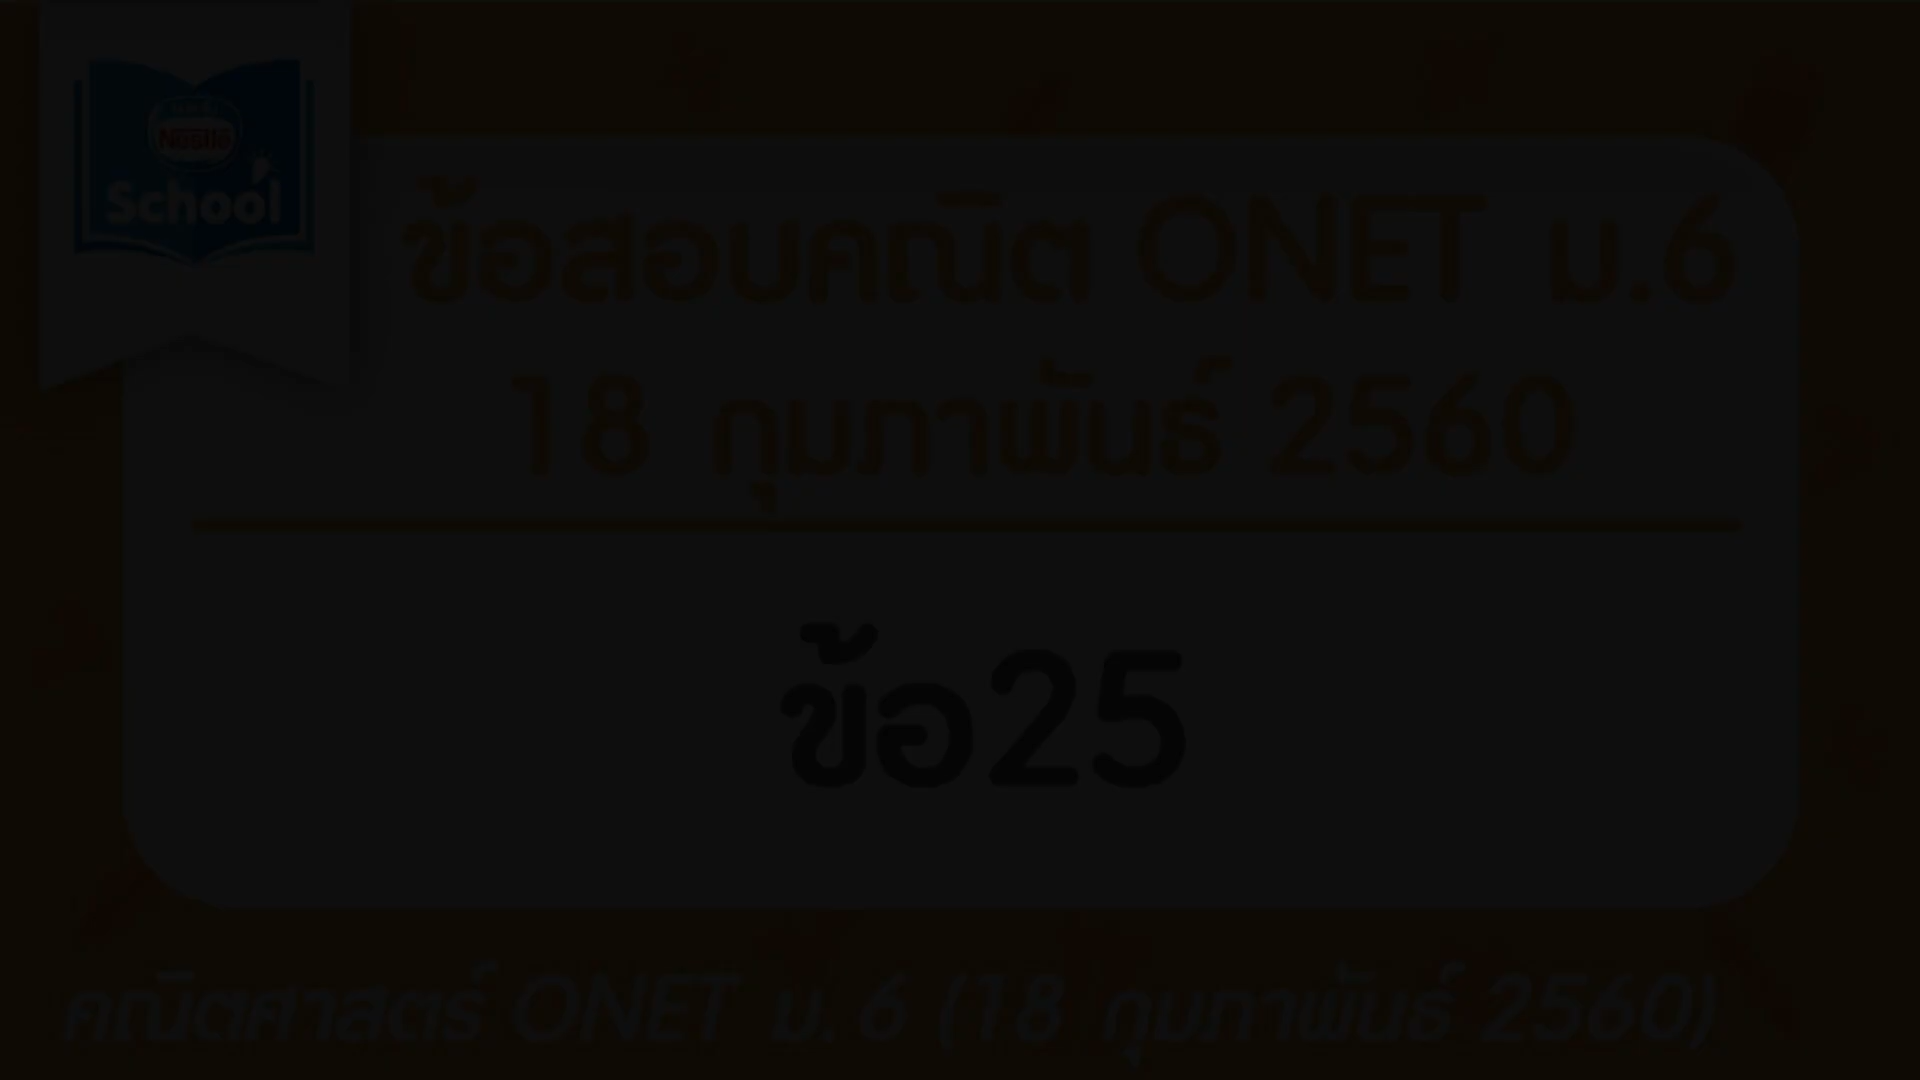 Nestlé
School
ข้อสอบคณิต ONET ม.6
18 กุมภาพันธ์ 2560
ข้อ25
คณิตศาสตร์ ONET ม. 6 (18 กุมภาพันธ์ 2560)